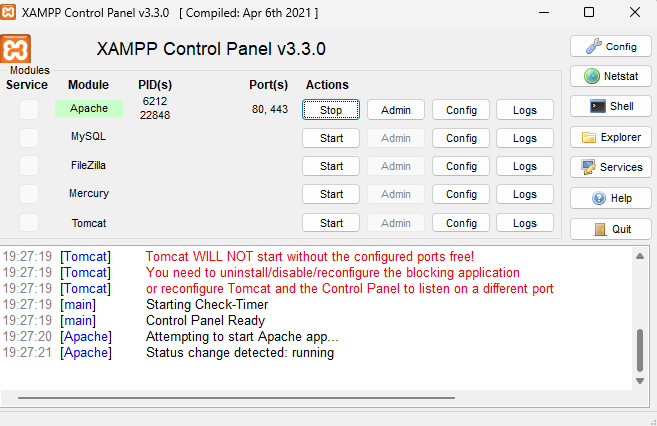 XAMPP Control Panel v3.3.0 [ Compiled: Apr 6th 2021 ]
XAMPP Control Panel v3.3.0
Config
Modules
Service Module PID(s) Port(s) Actions
Netstat
Apache 6212 22848 80, 443 Stop Admin Config Logs
Shell
MySQL Start Admin Config Logs
Explorer
FileZilla Start Admin Config Logs
Services
Mercury Start Admin Config Logs
Help
Tomcat Start Admin Config Logs
Quit
19:27:19 [Tomcat] Tomcat WILL NOT start without the configured ports free!
19:27:19 [Tomcat] You need to uninstall/disable/reconfigure the blocking application
19:27:19 [Tomcat] or reconfigure Tomcat and the Control Panel to listen on a different port
19:27:19 [main] Starting Check-Timer
19:27:19 [main] Control Panel Ready
19:27:20 [Apache] Attempting to start Apache app...
19:27:21 [Apache] Status change detected: running